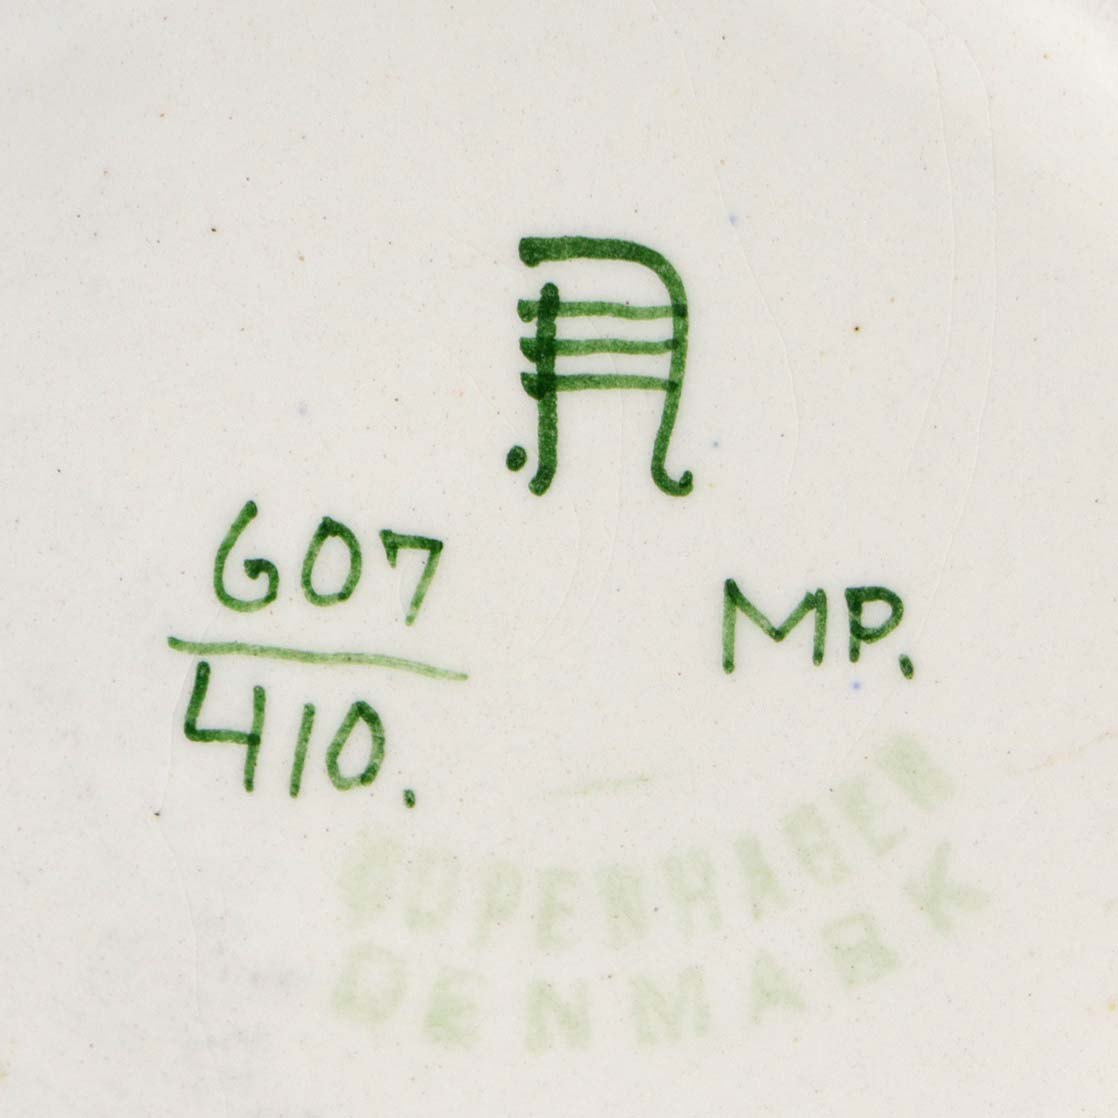 607
410.
MP.
COPENHAGEN
DENMARK